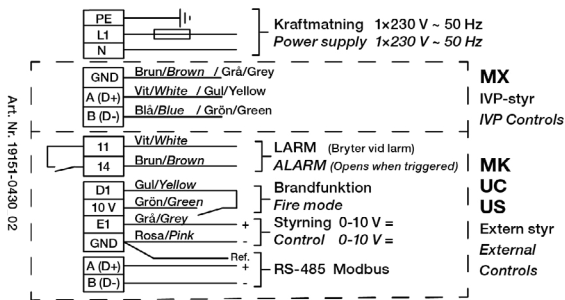 PE
L1
N
Kraftmatning 1×230 V ~ 50 Hz
Power supply 1×230 V ~ 50 Hz
GND Brun/Brown / Grå/Grey
A (D+) Vit/White / Gul/Yellow
B (D-) Blå/Blue / Grön/Green
MX
IVP-styr
IVP Controls
11 Vit/White
14 Brun/Brown
LARM (Bryter vid larm)
ALARM (Opens when triggered)
D1 Gul/Yellow
10 V Grön/Green
Brandfunktion
Fire mode
E1 Grå/Grey +
GND Rosa/Pink -
Styrning 0-10 V =
Control 0-10 V =
Ref.
A (D+) +
B (D-) -
RS-485 Modbus
MK
UC
US
Extern styr
External
Controls
Art. Nr. 19151-0430 02